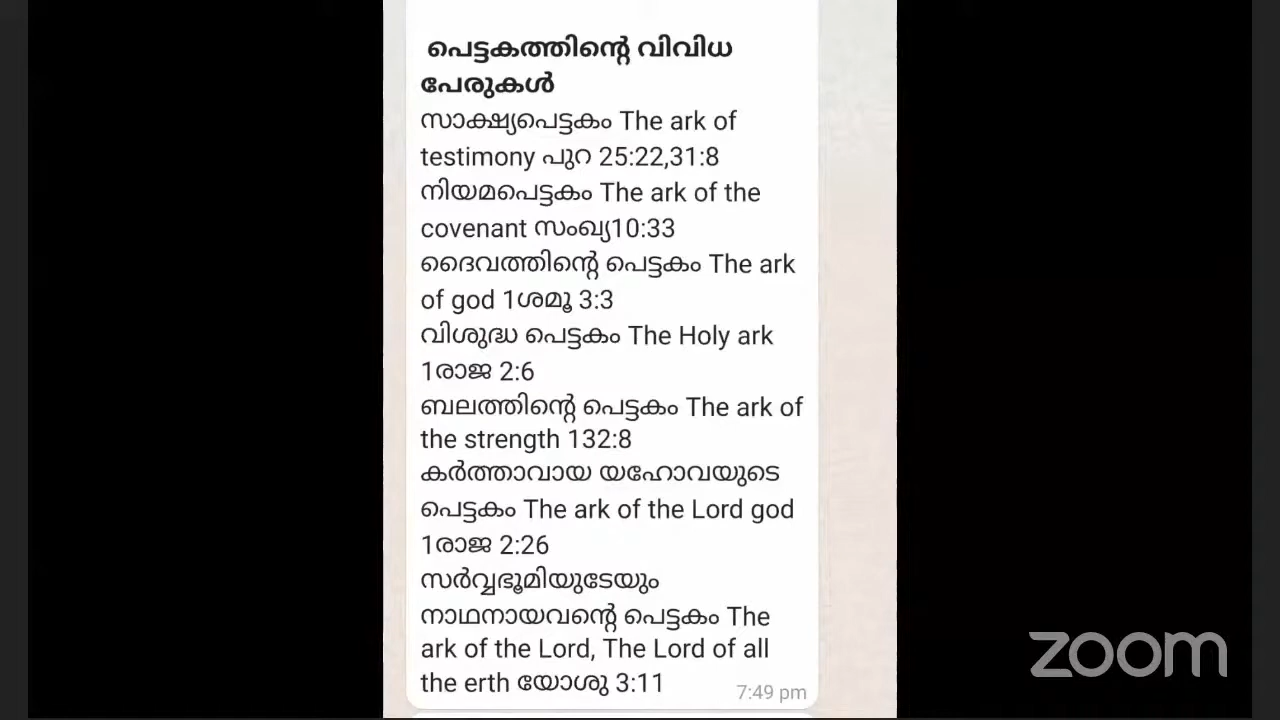 പെട്ടകത്തിന്റെ വിവിധ
പേരുകൾ
സാക്ഷ്യപെട്ടകം The ark of
testimony പുറ 25:22,31:8
നിയമപെട്ടകം The ark of the
covenant സംഖ്യ10:33
ദൈവത്തിന്റെ പെട്ടകം The ark
of god 1ശമൂ 3:3
വിശുദ്ധ പെട്ടകം The Holy ark
1രാജ 2:6
ബലത്തിന്റെ പെട്ടകം The ark of
the strength 132:8
കർത്താവായ യഹോവയുടെ
പെട്ടകം The ark of the Lord god
1രാജ 2:26
സർവ്വഭൂമിയുടേയും
നാഥനായവന്റെ പെട്ടകം The
ark of the Lord, The Lord of all
the erth യോശു 3:11
7:49 pm
zoom